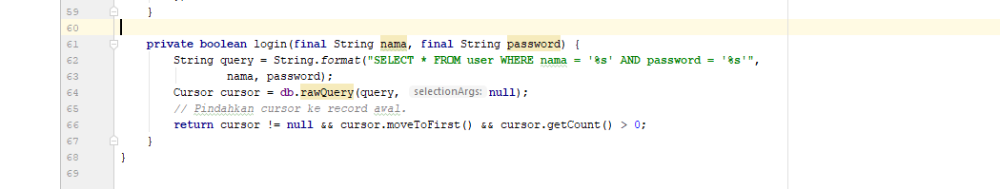 59 }
60
61 private boolean login(final String nama, final String password) {
62 String query = String.format("SELECT * FROM user WHERE nama = '%s' AND password = '%s'",
63 nama, password);
64 Cursor cursor = db.rawQuery(query, selectionArgs: null);
65 // Pindahkan cursor ke record aval.
66 return cursor != null && cursor.moveToFirst() && cursor.getCount() > 0;
67 }
68 }
69